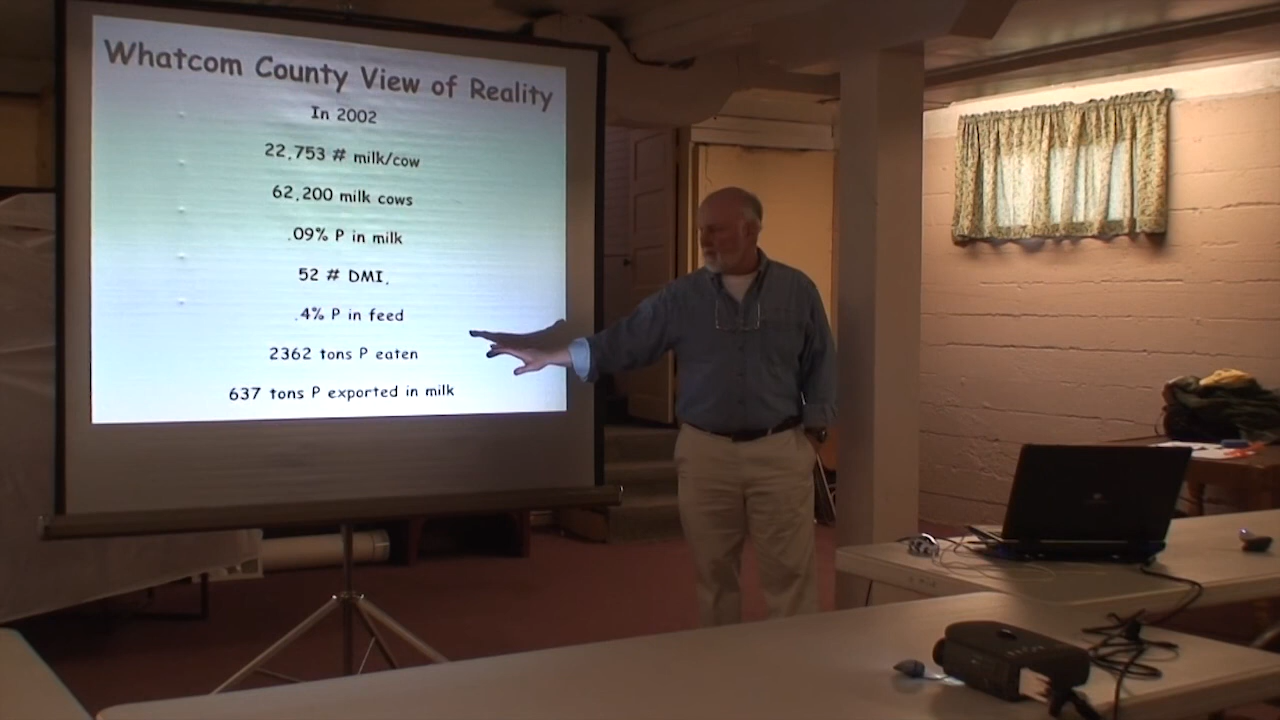 Whatcom County View of Reality
In 2002
22,753 # milk/cow
62,200 milk cows
.09% P in milk
52 # DMI,
.4% P in feed
2362 tons P eaten
637 tons P exported in milk